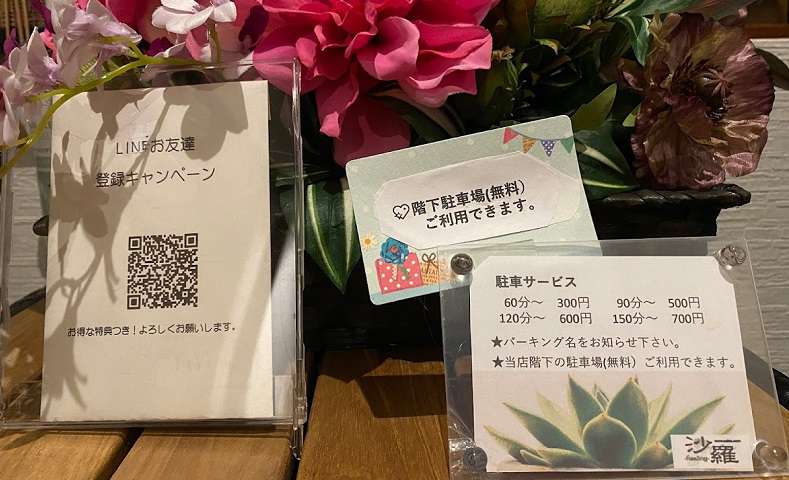 LINEお友達
登録キャンペーン
お得な特典つき！よろしくお願いします。
階下駐車場(無料)
ご利用できます。
駐車サービス
60分～ 300円 90分～ 500円
120分～ 600円 150分～ 700円
★パーキング名をお知らせ下さい。
★当店階下の駐車場(無料) ご利用できます。
沙羅